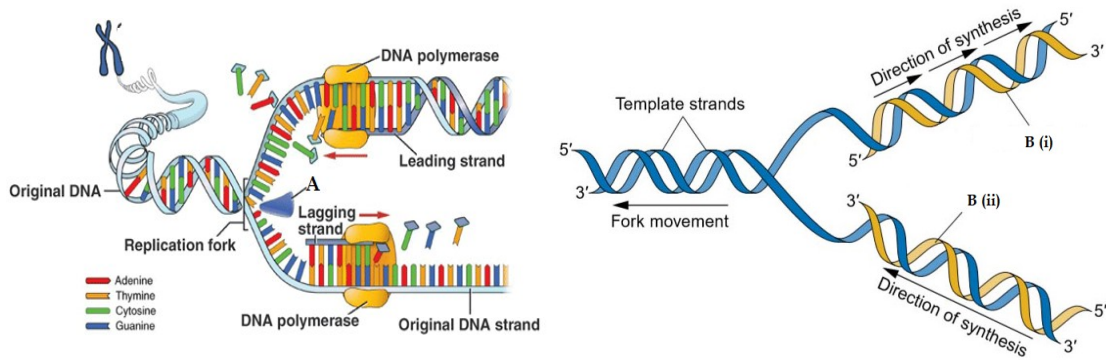 DNA polymerase
Leading strand
Original DNA
A
Lagging
strand
Replication fork
Adenine
Thymine
Cytosine
Guanine
DNA polymerase
Original DNA strand
5′
3′
Direction of synthesis
Template strands
B (i)
5′
5′
3′
Fork movement
3′
B (ii)
Direction of synthesis
5′
3′